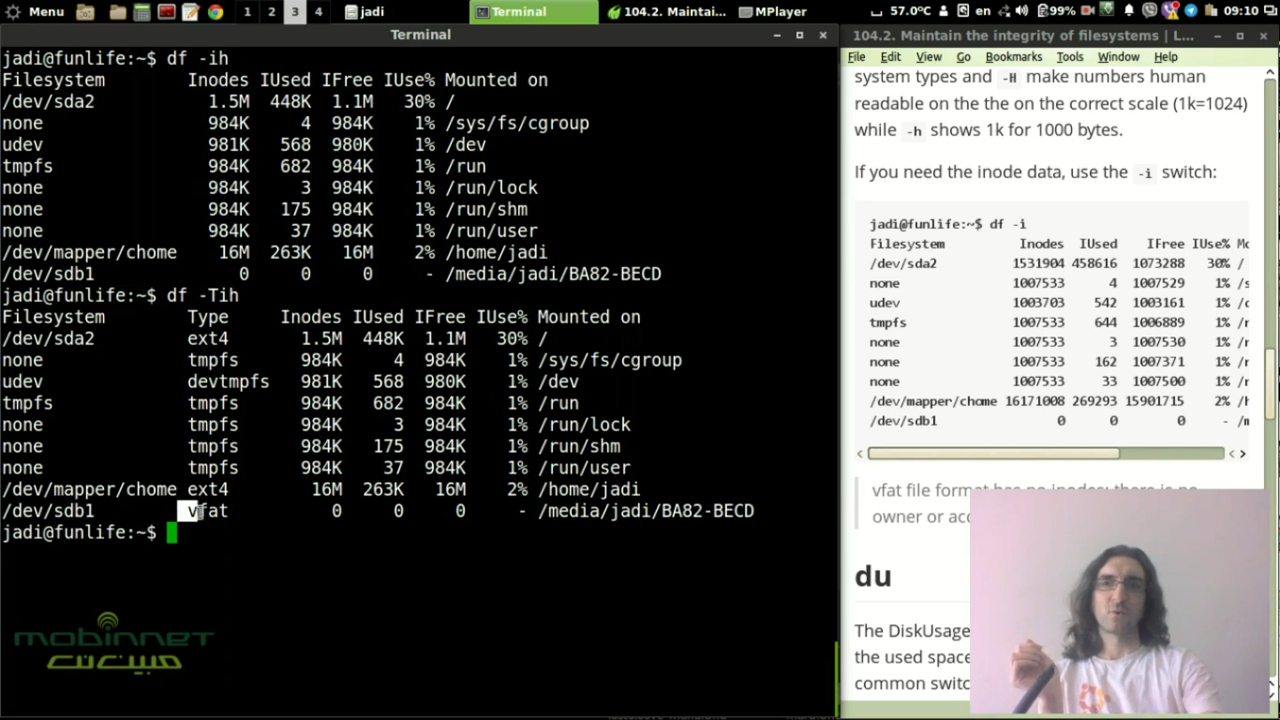 Menu 1 2 3 4 jadi Terminal 104.2. Maintai... MPlayer 57.0°C en 99% 09:10
Terminal
jadi@funlife:~$ df -ih
Filesystem Inodes IUsed IFree IUse% Mounted on
/dev/sda2 1.5M 448K 1.1M 30% /
none 984K 4 984K 1% /sys/fs/cgroup
udev 981K 568 980K 1% /dev
tmpfs 984K 682 984K 1% /run
none 984K 3 984K 1% /run/lock
none 984K 175 984K 1% /run/shm
none 984K 37 984K 1% /run/user
/dev/mapper/chome 16M 263K 16M 2% /home/jadi
/dev/sdb1 0 0 0 - /media/jadi/BA82-BECD
jadi@funlife:~$ df -Tih
Filesystem Type Inodes IUsed IFree IUse% Mounted on
/dev/sda2 ext4 1.5M 448K 1.1M 30% /
none tmpfs 984K 4 984K 1% /sys/fs/cgroup
udev devtmpfs 981K 568 980K 1% /dev
tmpfs tmpfs 984K 682 984K 1% /run
none tmpfs 984K 3 984K 1% /run/lock
none tmpfs 984K 175 984K 1% /run/shm
none tmpfs 984K 37 984K 1% /run/user
/dev/mapper/chome ext4 16M 263K 16M 2% /home/jadi
/dev/sdb1 vfat 0 0 0 - /media/jadi/BA82-BECD
jadi@funlife:~$
mobinnet
مبین نت
104.2. Maintain the integrity of filesystems | L...
File Edit View Go Bookmarks Tools Window Help
system types and -H make numbers human
readable on the the on the correct scale (1k=1024)
while -h shows 1k for 1000 bytes.
If you need the inode data, use the -i switch:
jadi@funlife:~$ df -i
Filesystem Inodes IUsed IFree IUse% Mo
/dev/sda2 1531904 458616 1073288 30% /
none 1007533 4 1007529 1% /s
udev 1003703 542 1003161 1% /d
tmpfs 1007533 644 1006889 1% /r
none 1007533 3 1007530 1% /r
none 1007533 162 1007371 1% /r
none 1007533 33 1007500 1% /r
/dev/mapper/chome 16171008 269293 15901715 2% /h
/dev/sdb1 0 0 0 - /m
vfat file format has no inodes; there is no
owner or acc
du
The DiskUsage
the used space
common switc